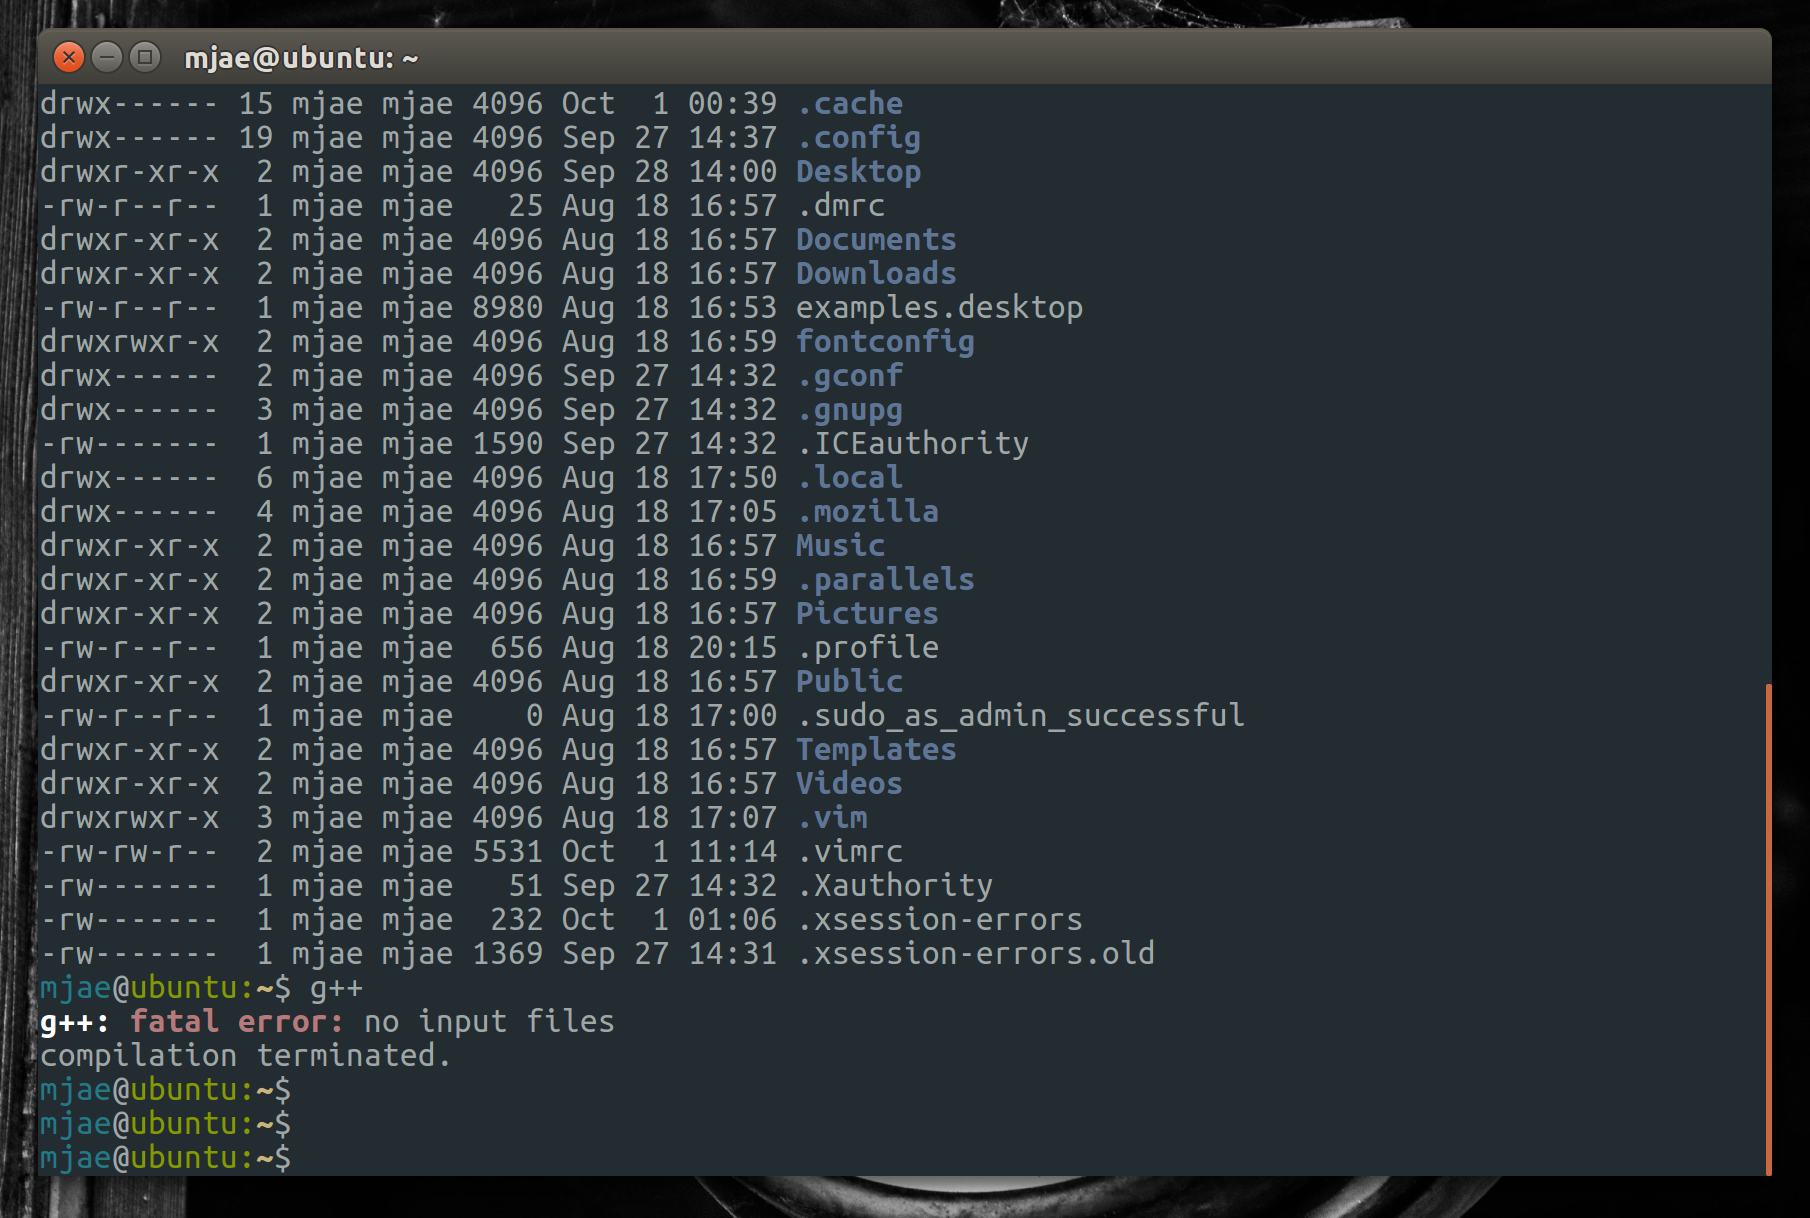 mjae@ubuntu: ~
drwx------ 15 mjae mjae 4096 Oct  1 00:39 .cache
drwx------ 19 mjae mjae 4096 Sep 27 14:37 .config
drwxr-xr-x  2 mjae mjae 4096 Sep 28 14:00 Desktop
-rw-r--r--  1 mjae mjae   25 Aug 18 16:57 .dmrc
drwxr-xr-x  2 mjae mjae 4096 Aug 18 16:57 Documents
drwxr-xr-x  2 mjae mjae 4096 Aug 18 16:57 Downloads
-rw-r--r--  1 mjae mjae 8980 Aug 18 16:53 examples.desktop
drwxrwxr-x  2 mjae mjae 4096 Aug 18 16:59 fontconfig
drwx------  2 mjae mjae 4096 Sep 27 14:32 .gconf
drwx------  3 mjae mjae 4096 Sep 27 14:32 .gnupg
-rw-------  1 mjae mjae 1590 Sep 27 14:32 .ICEauthority
drwx------  6 mjae mjae 4096 Aug 18 17:50 .local
drwx------  4 mjae mjae 4096 Aug 18 17:05 .mozilla
drwxr-xr-x  2 mjae mjae 4096 Aug 18 16:57 Music
drwxr-xr-x  2 mjae mjae 4096 Aug 18 16:59 .parallels
drwxr-xr-x  2 mjae mjae 4096 Aug 18 16:57 Pictures
-rw-r--r--  1 mjae mjae  656 Aug 18 20:15 .profile
drwxr-xr-x  2 mjae mjae 4096 Aug 18 16:57 Public
-rw-r--r--  1 mjae mjae    0 Aug 18 17:00 .sudo_as_admin_successful
drwxr-xr-x  2 mjae mjae 4096 Aug 18 16:57 Templates
drwxr-xr-x  2 mjae mjae 4096 Aug 18 16:57 Videos
drwxrwxr-x  3 mjae mjae 4096 Aug 18 17:07 .vim
-rw-rw-r--  2 mjae mjae 5531 Oct  1 11:14 .vimrc
-rw-------  1 mjae mjae   51 Sep 27 14:32 .Xauthority
-rw-------  1 mjae mjae  232 Oct  1 01:06 .xsession-errors
-rw-------  1 mjae mjae 1369 Sep 27 14:31 .xsession-errors.old
mjae@ubuntu:~$ g++
g++: fatal error: no input files
compilation terminated.
mjae@ubuntu:~$
mjae@ubuntu:~$
mjae@ubuntu:~$